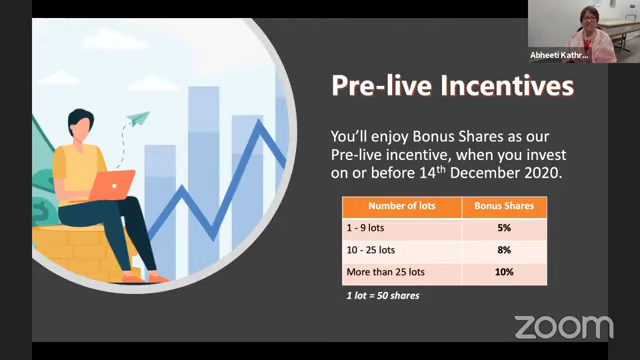 Abheeti Kathr...
Pre-live Incentives
You'll enjoy Bonus Shares as our
Pre-live incentive, when you invest
on or before 14th December 2020.
Number of lots Bonus Shares
1 - 9 lots 5%
10 - 25 lots 8%
More than 25 lots 10%
1 lot = 50 shares
zoom